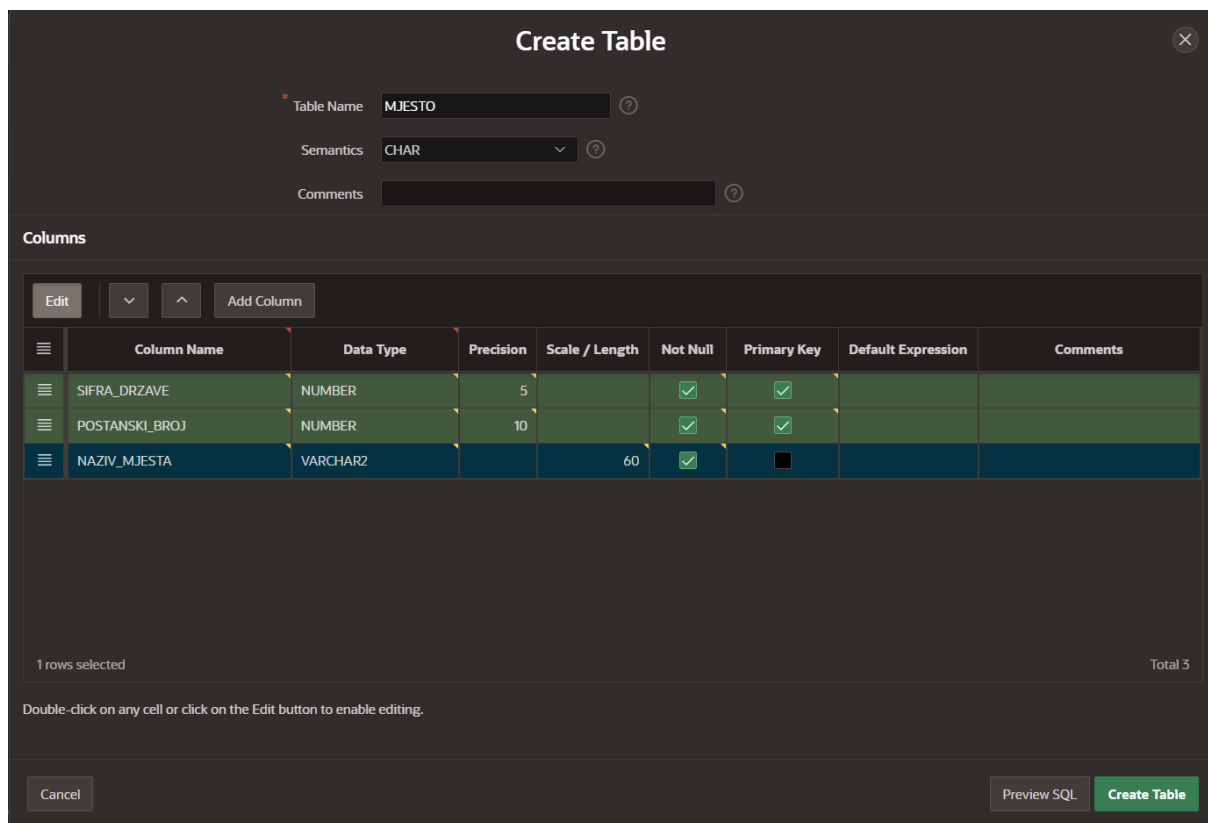 Create Table
* Table Name MJESTO ?
Semantics CHAR ?
Comments ?
Columns
Edit Add Column
Column Name Data Type Precision Scale / Length Not Null Primary Key Default Expression Comments
SIFRA_DRZAVE NUMBER 5
POSTANSKI_BROJ NUMBER 10
NAZIV_MJESTA VARCHAR2 60
1 rows selected Total 3
Double-click on any cell or click on the Edit button to enable editing.
Cancel Preview SQL Create Table